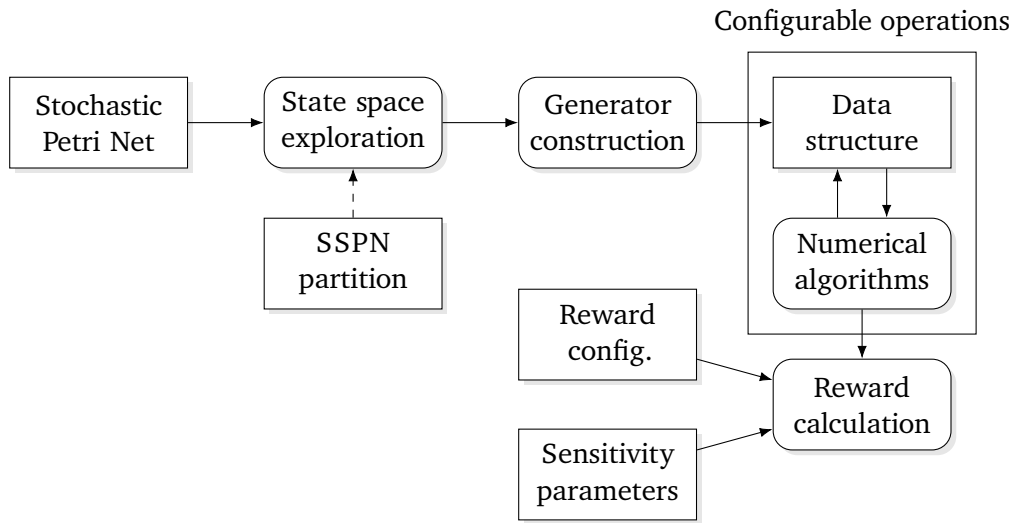 Configurable operations
Stochastic
Petri Net
State space
exploration
Generator
construction
Data
structure
SSPN
partition
Numerical
algorithms
Reward
config.
Reward
calculation
Sensitivity
parameters